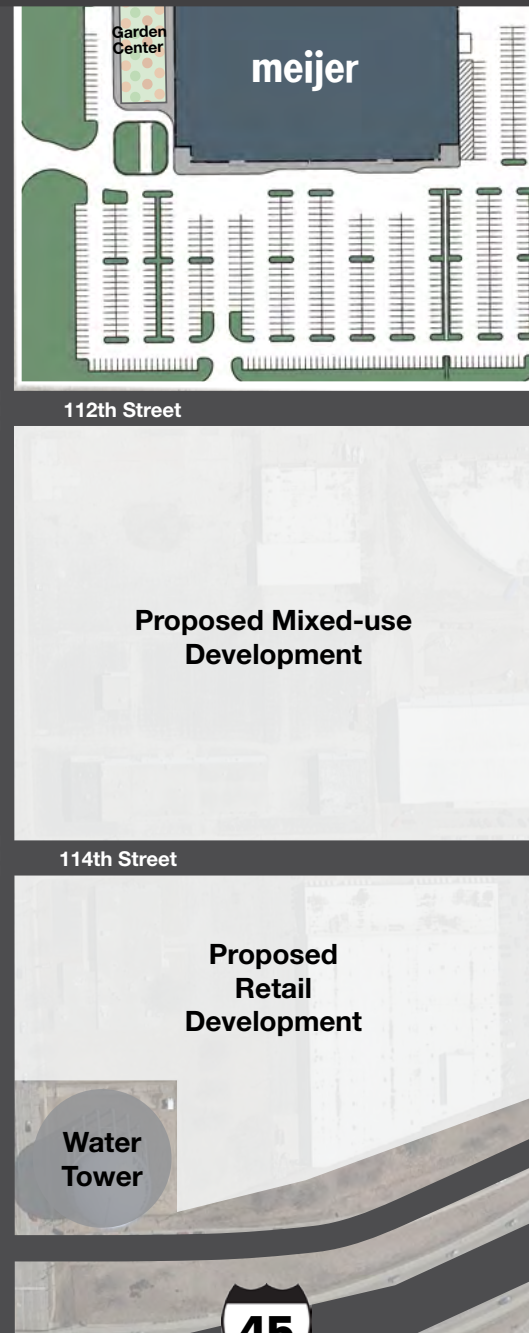 Garden
Center
meijer
112th Street
Proposed Mixed-use
Development
114th Street
Proposed
Retail
Development
Water
Tower
45